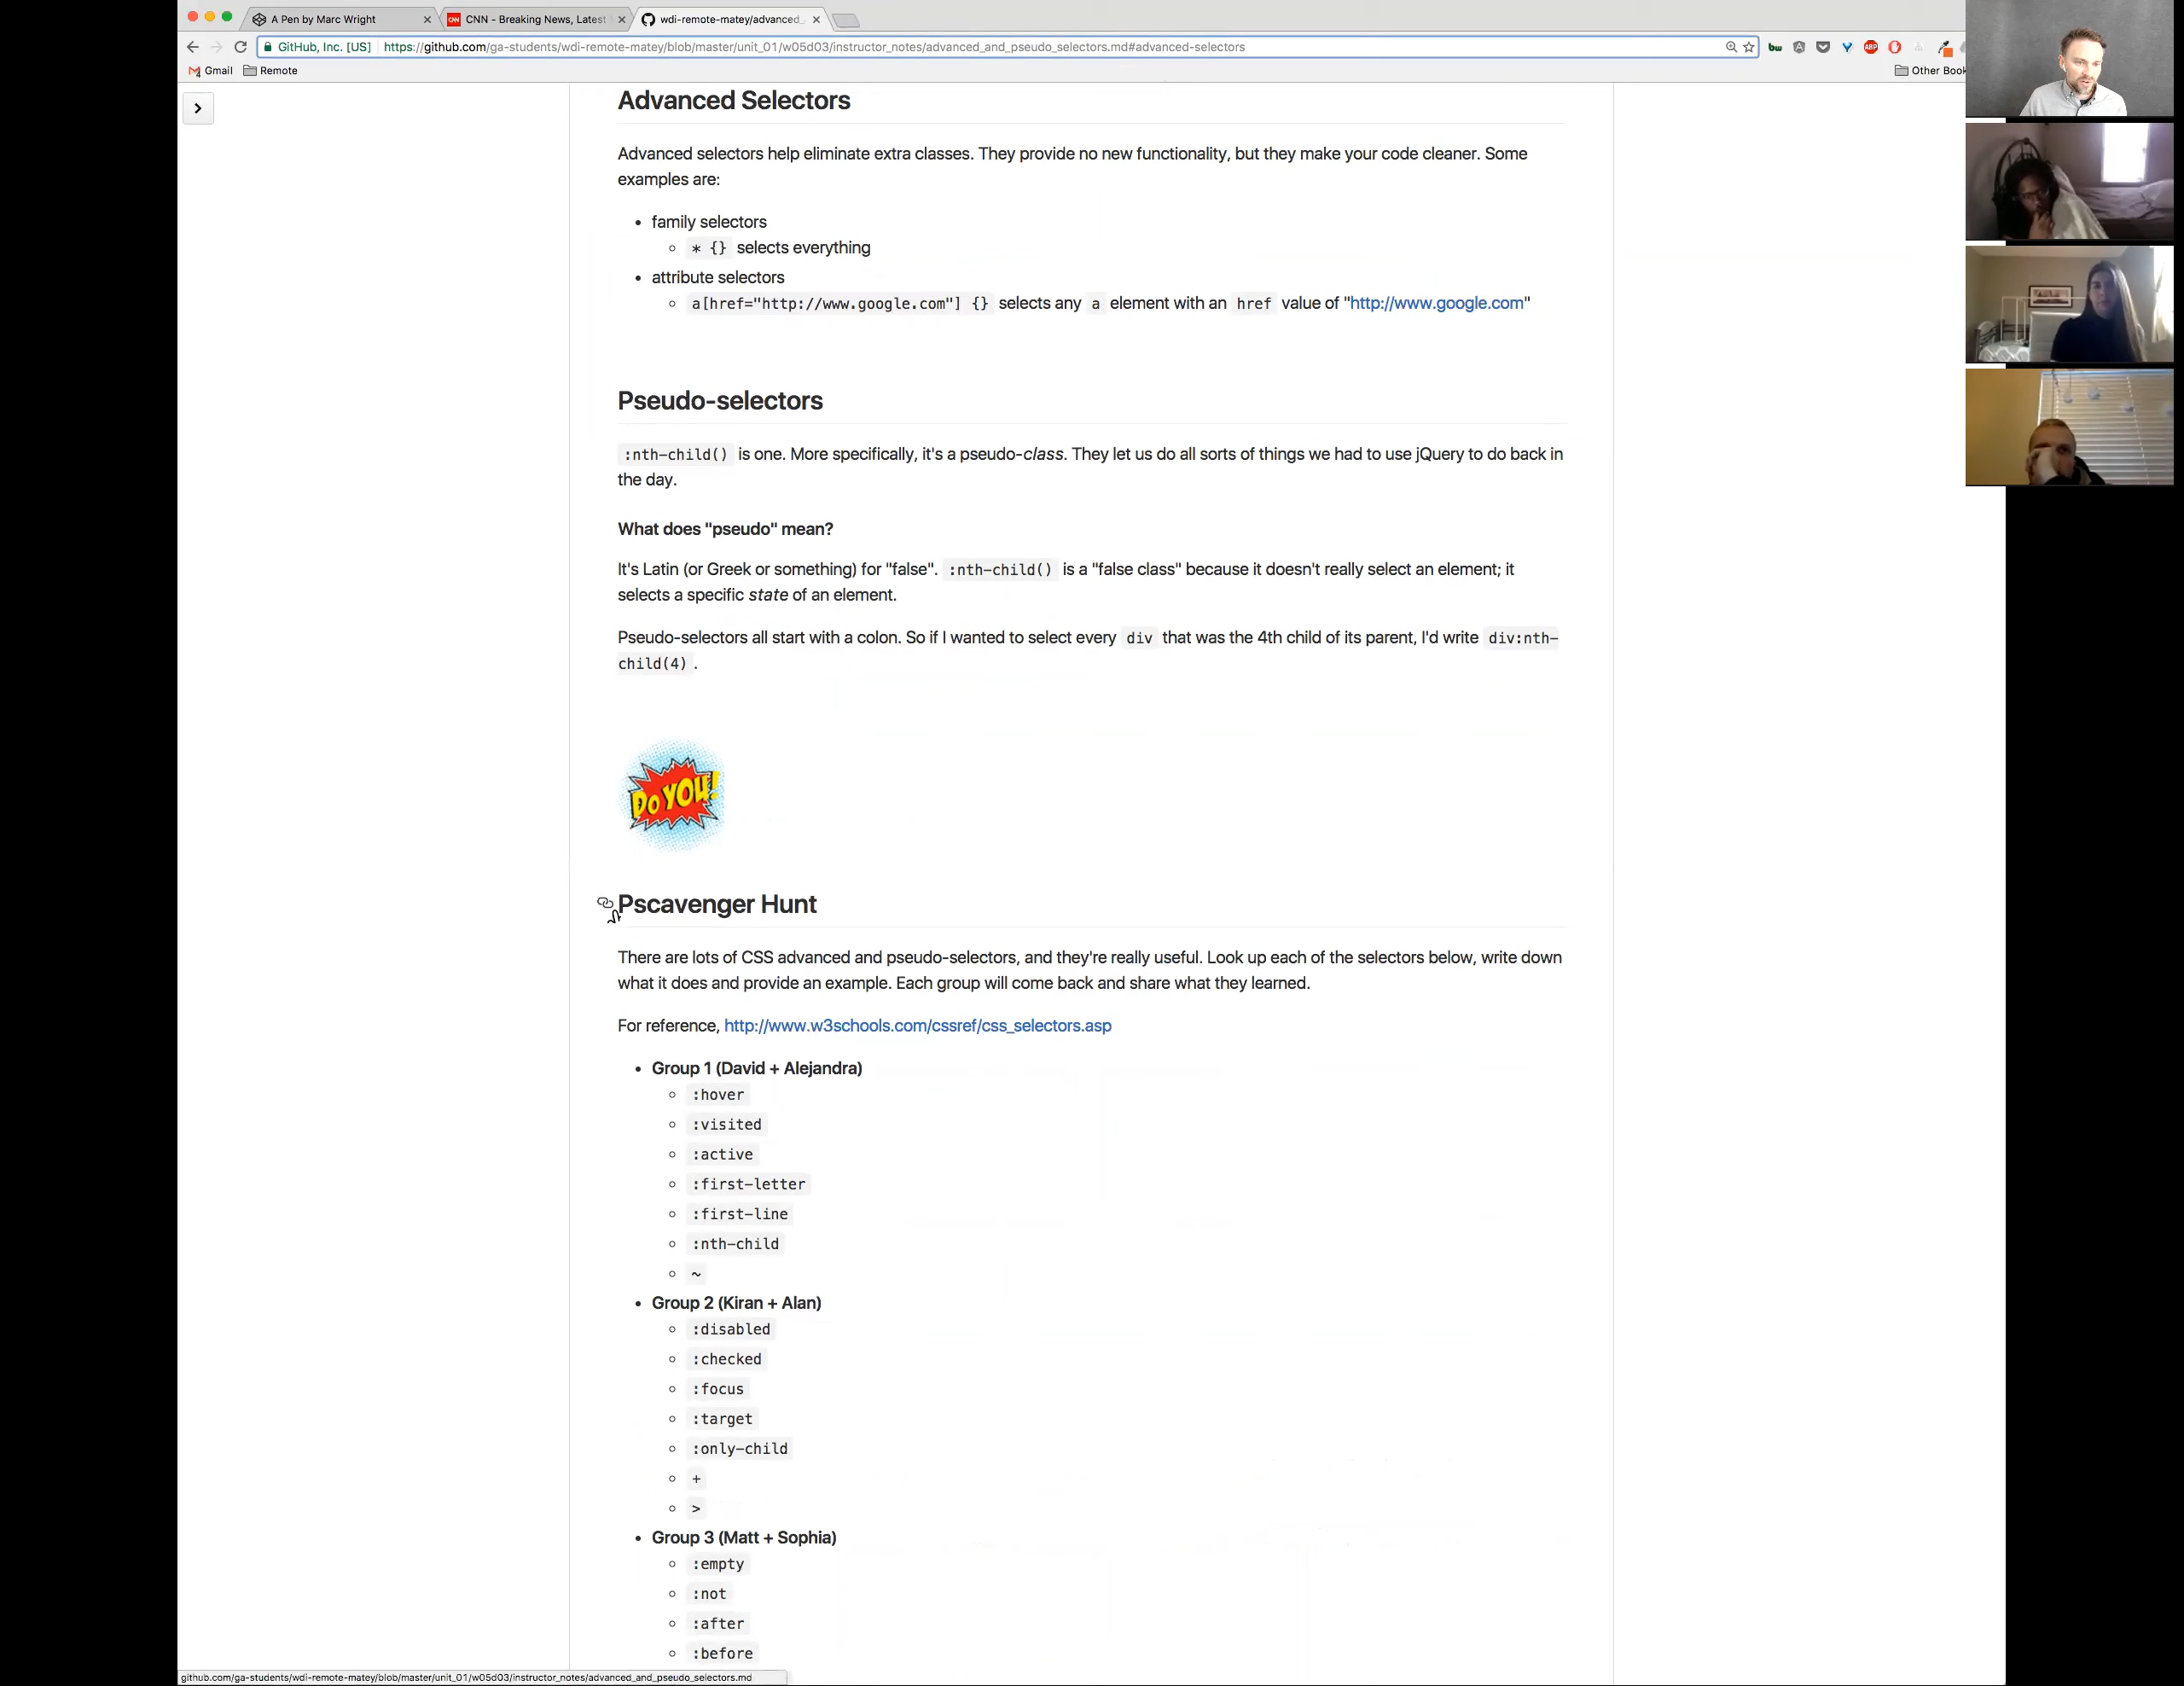 A Pen by Marc Wright
CNN CNN - Breaking News, Latest
wdi-remote-matey/advanced_
GitHub, Inc. [US] https://github.com/ga-students/wdi-remote-matey/blob/master/unit_01/w05d03/instructor_notes/advanced_and_pseudo_selectors.md#advanced-selectors
bw ABP
Gmail Remote Other Book
Advanced Selectors
Advanced selectors help eliminate extra classes. They provide no new functionality, but they make your code cleaner. Some
examples are:
• family selectors
* {} selects everything
• attribute selectors
a[href="http://www.google.com"] {} selects any a element with an href value of "http://www.google.com"
Pseudo-selectors
:nth-child() is one. More specifically, it's a pseudo-class. They let us do all sorts of things we had to use jQuery to do back in
the day.
What does "pseudo" mean?
It's Latin (or Greek or something) for "false". :nth-child() is a "false class" because it doesn't really select an element; it
selects a specific state of an element.
Pseudo-selectors all start with a colon. So if I wanted to select every div that was the 4th child of its parent, I'd write div:nth-
child(4) .
DO YOU!
Pscavenger Hunt
There are lots of CSS advanced and pseudo-selectors, and they're really useful. Look up each of the selectors below, write down
what it does and provide an example. Each group will come back and share what they learned.
For reference, http://www.w3schools.com/cssref/css_selectors.asp
• Group 1 (David + Alejandra)
:hover
:visited
:active
:first-letter
:first-line
:nth-child
~
• Group 2 (Kiran + Alan)
:disabled
:checked
:focus
:target
:only-child
+
>
• Group 3 (Matt + Sophia)
:empty
:not
:after
:before
github.com/ga-students/wdi-remote-matey/blob/master/unit_01/w05d03/instructor_notes/advanced_and_pseudo_selectors.md